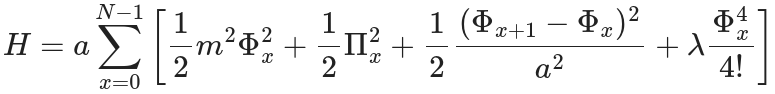 H = a \sum_{x=0}^{N-1} \left[ \frac{1}{2} m^2 \Phi_x^2 + \frac{1}{2} \Pi_x^2 + \frac{1}{2} \frac{(\Phi_{x+1} - \Phi_x)^2}{a^2} + \lambda \frac{\Phi_x^4}{4!} \right]